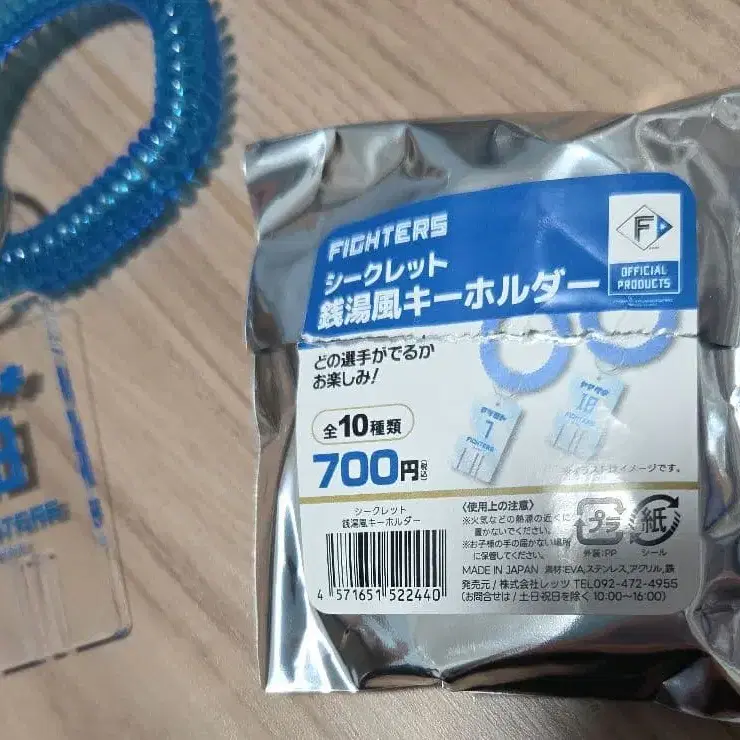 FIGHTERS
シークレット
銭湯風キーホルダー
F
OFFICIAL
PRODUCTS
どの選手がでるか
お楽しみ!
全10種類
700円(税込)
7
FIGHTERS
18
FIGHTERS
※イラストはイメージです。
シークレット
銭湯風キーホルダー
4 571651 522440
〈使用上の注意〉
※火気などの熱源の近くに
置かないでください。
※お子様の手の届かない場所
に保管してください。
プラ
外装:PP
紙
シール
MADE IN JAPAN 素材:EVA,ステンレス,アクリル,鉄
発売元/株式会社レッツ TEL092-472-4955
(お問合せは/土日祝日を除く10:00~16:00)